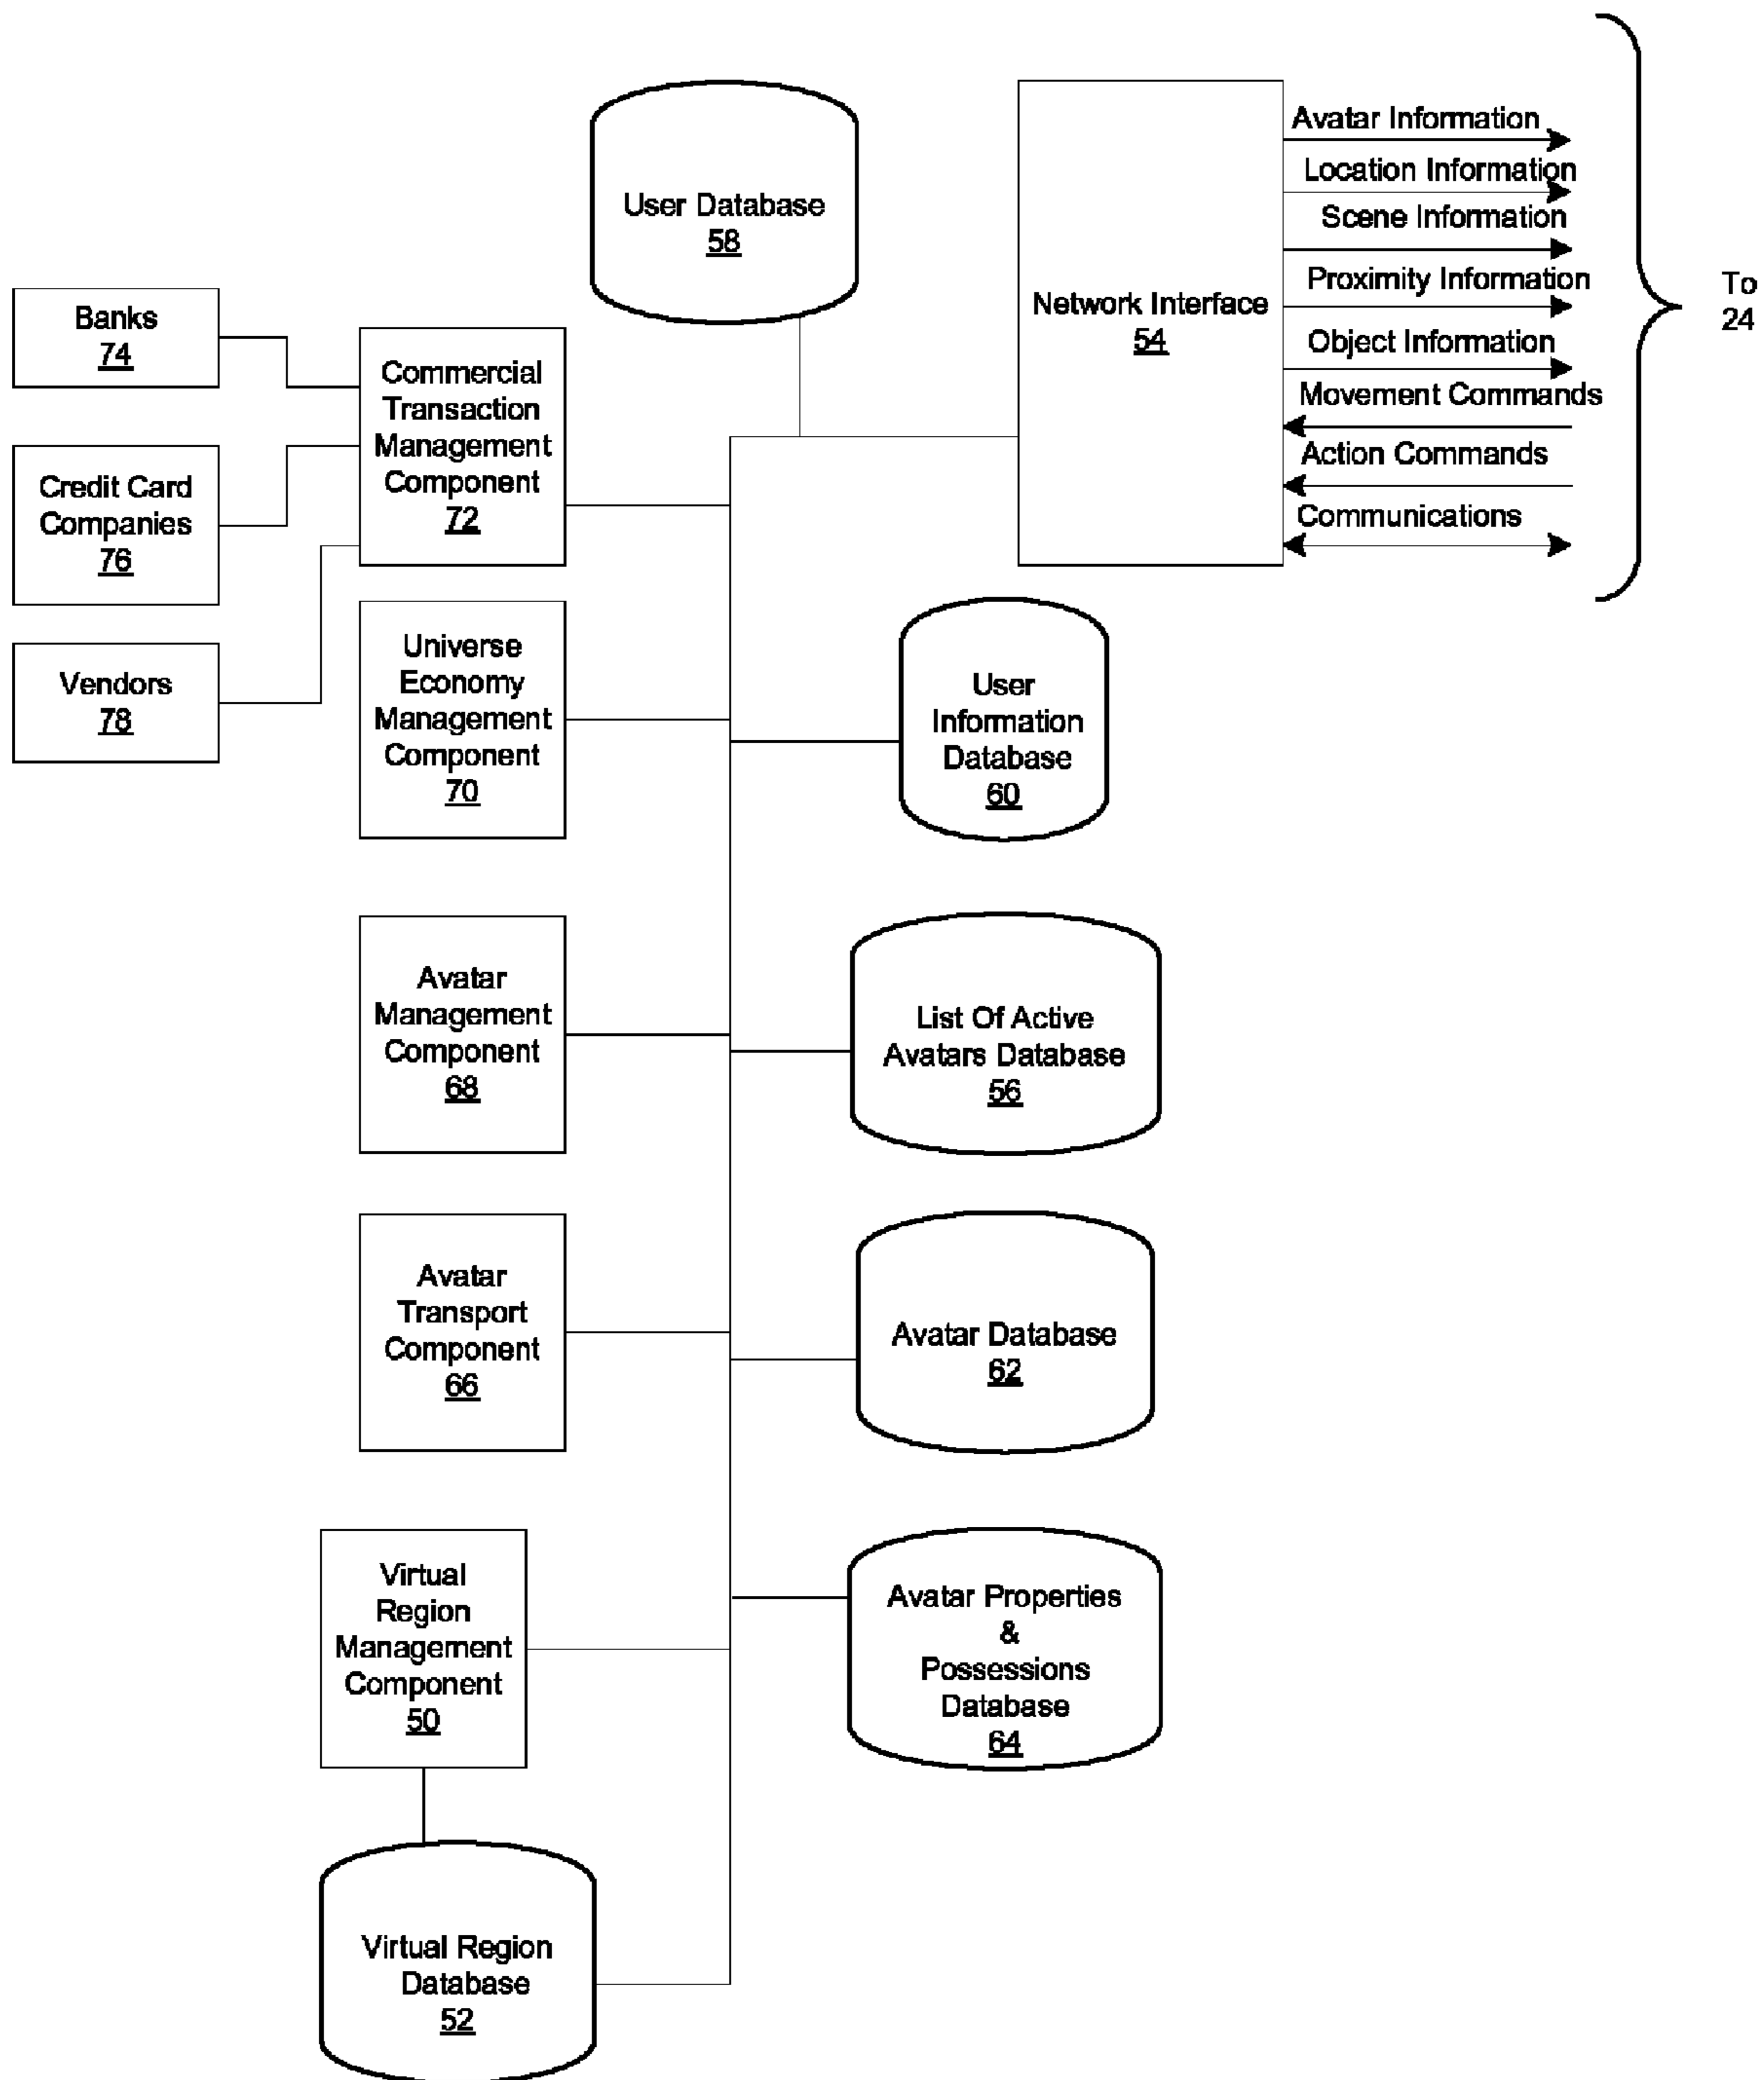 User Database
58
Network Interface
54
Avatar Information
Location Information
Scene Information
Proximity Information
Object Information
Movement Commands
Action Commands
Communications
To
24
Banks
74
Credit Card
Companies
76
Vendors
78
Commercial
Transaction
Management
Component
72
Universe
Economy
Management
Component
70
User
Information
Database
60
Avatar
Management
Component
68
List Of Active
Avatars Database
56
Avatar
Transport
Component
66
Avatar Database
62
Virtual
Region
Management
Component
50
Avatar Properties
&
Possessions
Database
64
Virtual Region
Database
52